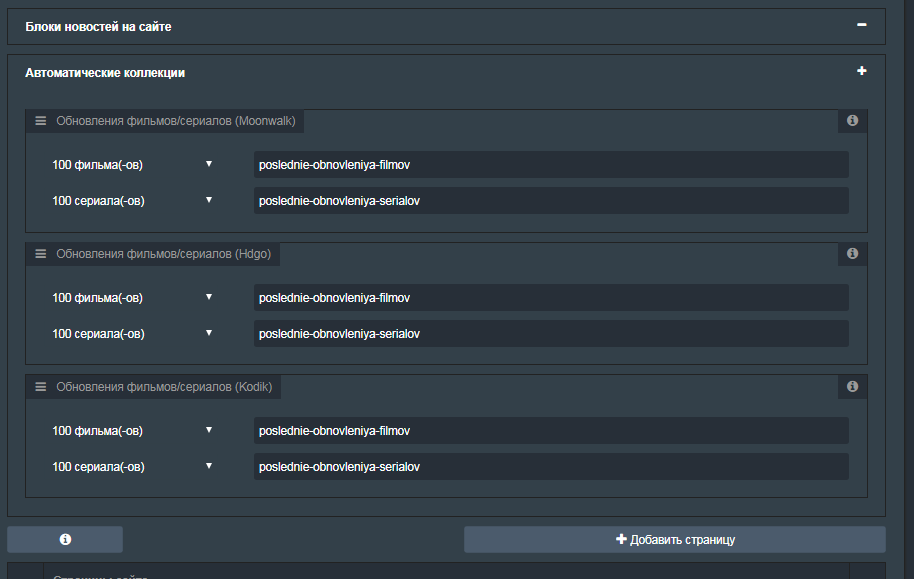 Блоки новостей на сайте
Автоматические коллекции
Обновления фильмов/сериалов (Moonwalk)
100 фильма(-ов) poslednie-obnovleniya-filmov
100 сериала(-ов) poslednie-obnovleniya-serialov
Обновления фильмов/сериалов (Hdgo)
100 фильма(-ов) poslednie-obnovleniya-filmov
100 сериала(-ов) poslednie-obnovleniya-serialov
Обновления фильмов/сериалов (Kodik)
100 фильма(-ов) poslednie-obnovleniya-filmov
100 сериала(-ов) poslednie-obnovleniya-serialov
Добавить страницу
Страницы сайта